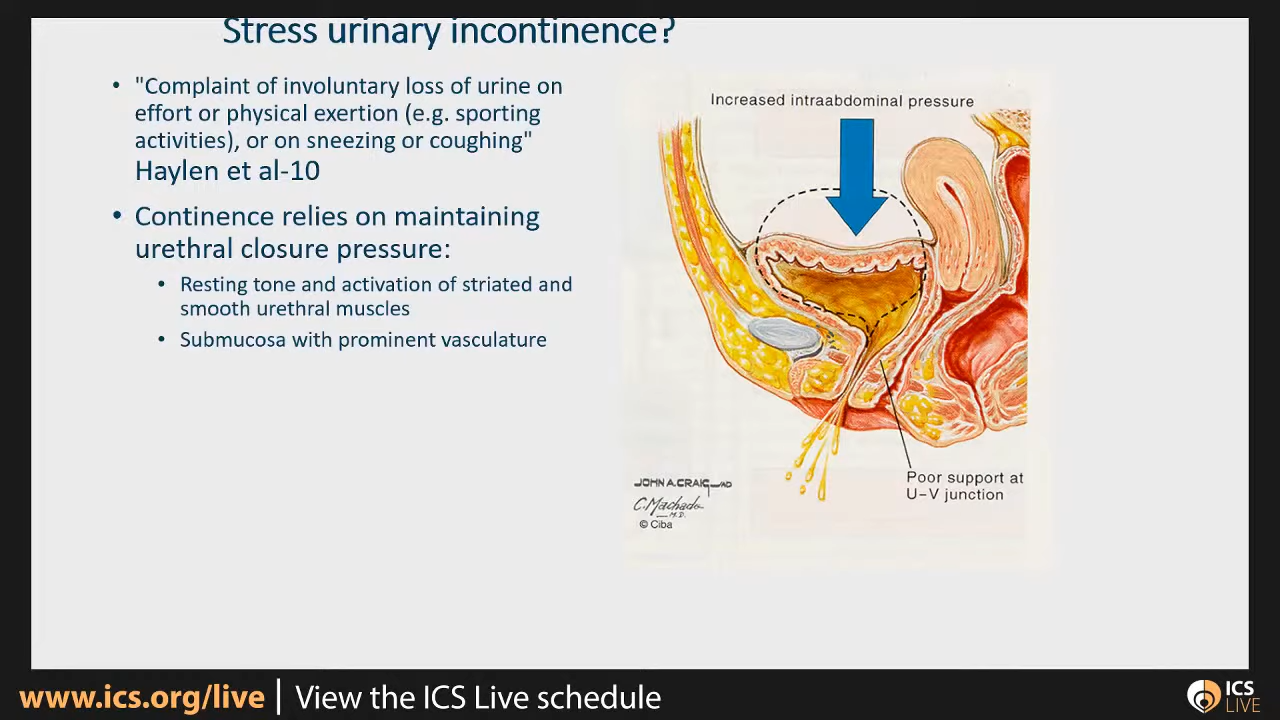 Stress urinary incontinence?
• "Complaint of involuntary loss of urine on
effort or physical exertion (e.g. sporting
activities), or on sneezing or coughing"
Haylen et al-10
• Continence relies on maintaining
urethral closure pressure:
• Resting tone and activation of striated and
smooth urethral muscles
• Submucosa with prominent vasculature
Increased intraabdominal pressure
Poor support at
U–V junction
JOHN A. CRAIG—MD
C. Machado
—M.D.
© Ciba
www.ics.org/live | View the ICS Live schedule
ICS
LIVE